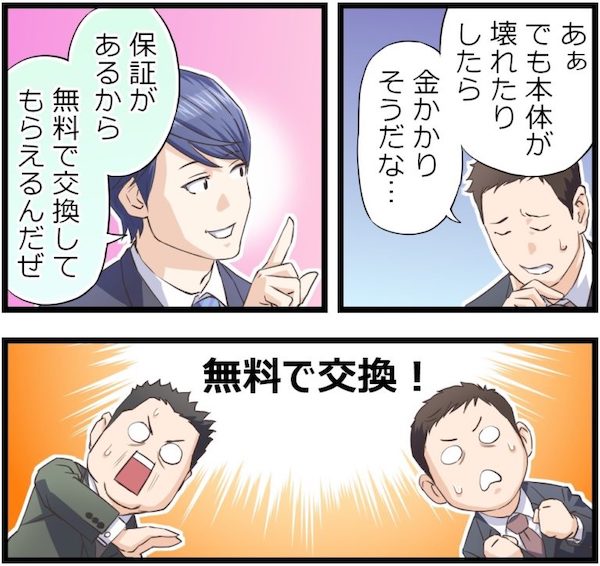 あぁ
でも本体が
壊れたり
したら
金かかり
そうだな…
保証が
あるから
無料で交換して
もらえるんだぜ
無料で交換！